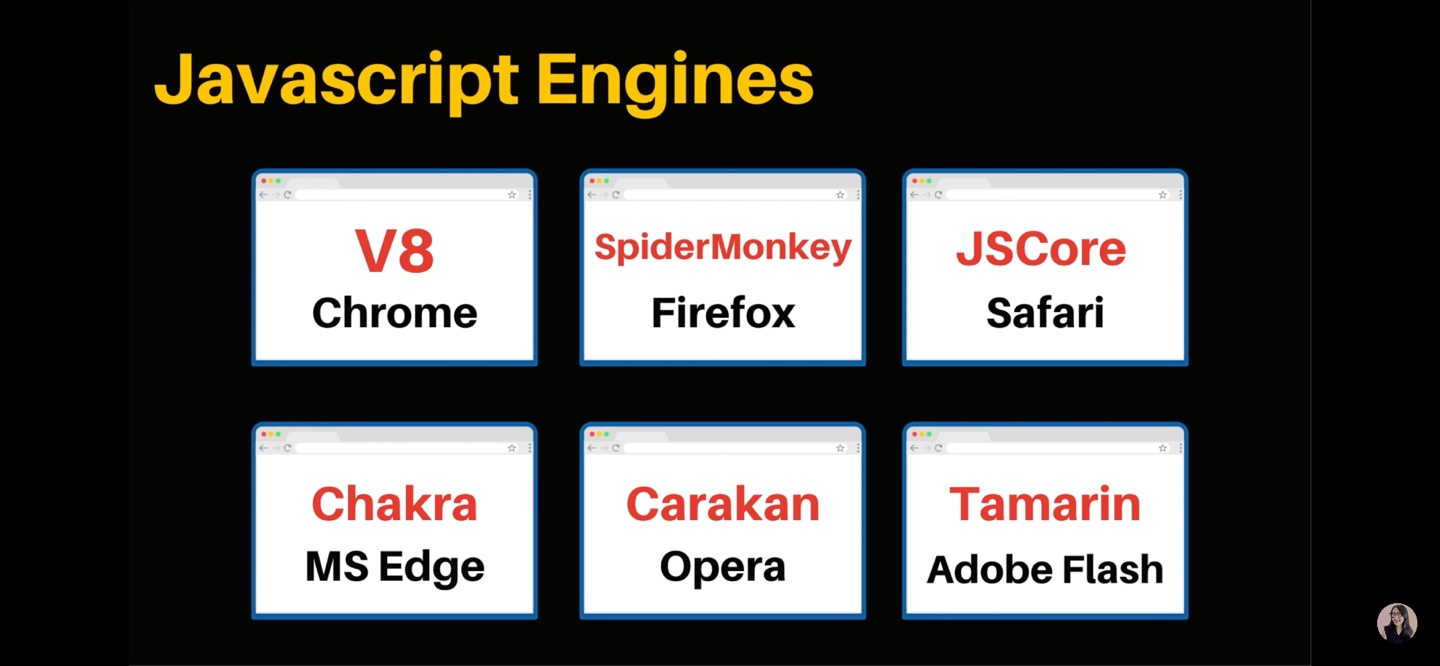 Javascript Engines
V8
Chrome
SpiderMonkey
Firefox
JSCore
Safari
Chakra
MS Edge
Carakan
Opera
Tamarin
Adobe Flash